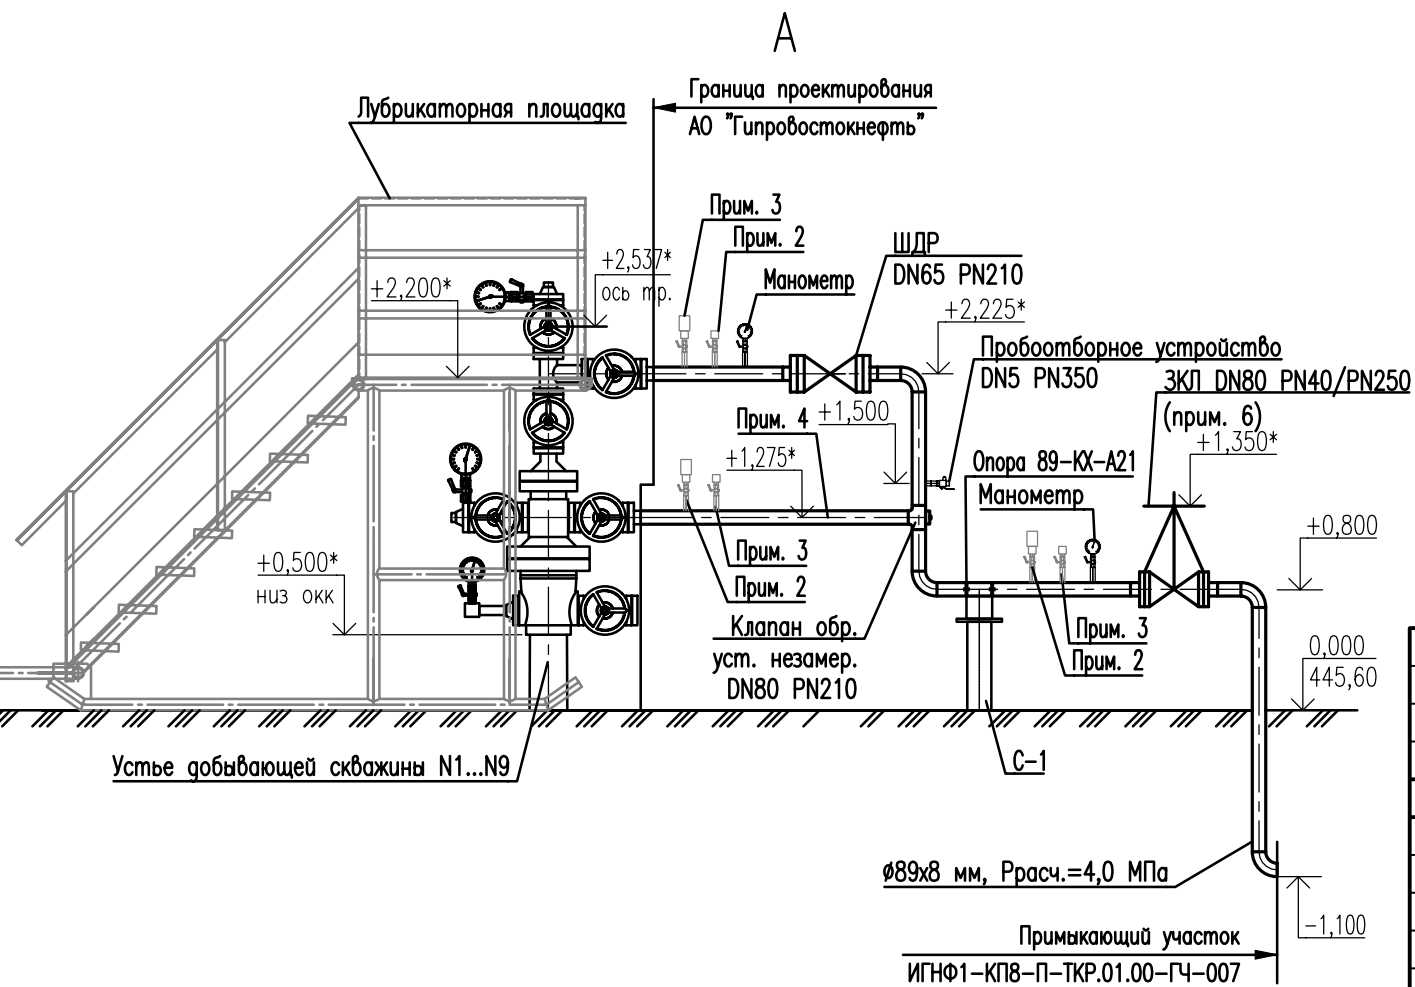 А
Граница проектирования
АО "Гипровостокнефть"
Лубрикаторная площадка
Прим. 3
Прим. 2
ШДР
DN65 PN210
+2,537*
ось тр.
+2,200*
Манометр
+2,225*
Пробоотборное устройство
DN5 PN350
ЗКЛ DN80 PN40/PN250
(прим. 6)
+1,350*
Прим. 4
+1,500
+1,275*
Опора 89-КХ-А21
Манометр
+0,800
Прим. 3
Прим. 2
+0,500*
низ окк
Клапан обр.
уст. незамер.
DN80 PN210
Прим. 3
Прим. 2
0,000
445,60
Устье добывающей скважины N1...N9
С-1
ø89х8 мм, Ррасч.=4,0 МПа
-1,100
Примыкающий участок
ИГНФ1-КП8-П-ТКР.01.00-ГЧ-007